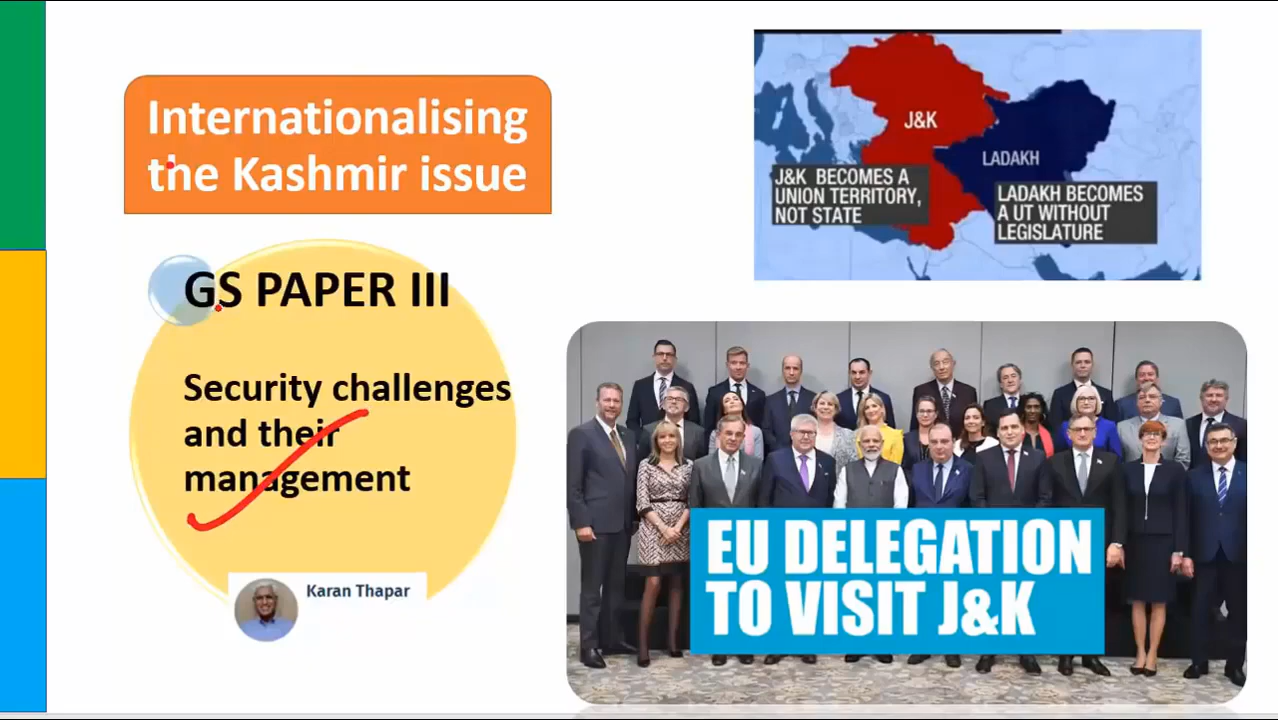 Internationalising
the Kashmir issue
GS PAPER III
Security challenges
and their
management
Karan Thapar
J&K
LADAKH
J&K BECOMES A
UNION TERRITORY,
NOT STATE
LADAKH BECOMES
A UT WITHOUT
LEGISLATURE
EU DELEGATION
TO VISIT J&K